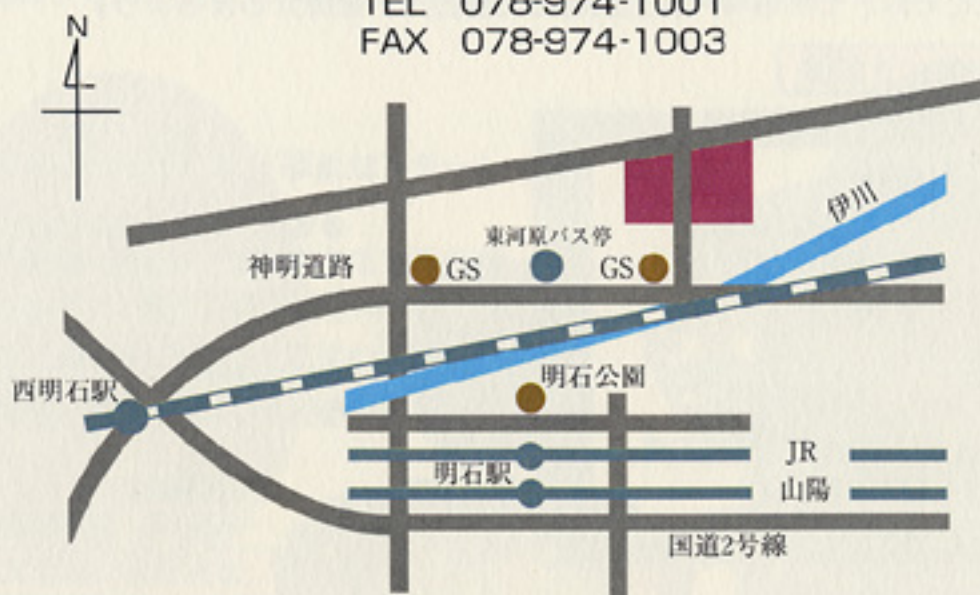 TEL 078-974-1001
FAX 078-974-1003
N
伊川
東河原バス停
神明道路
GS
GS
西明石駅
明石公園
JR
明石駅
山陽
国道2号線